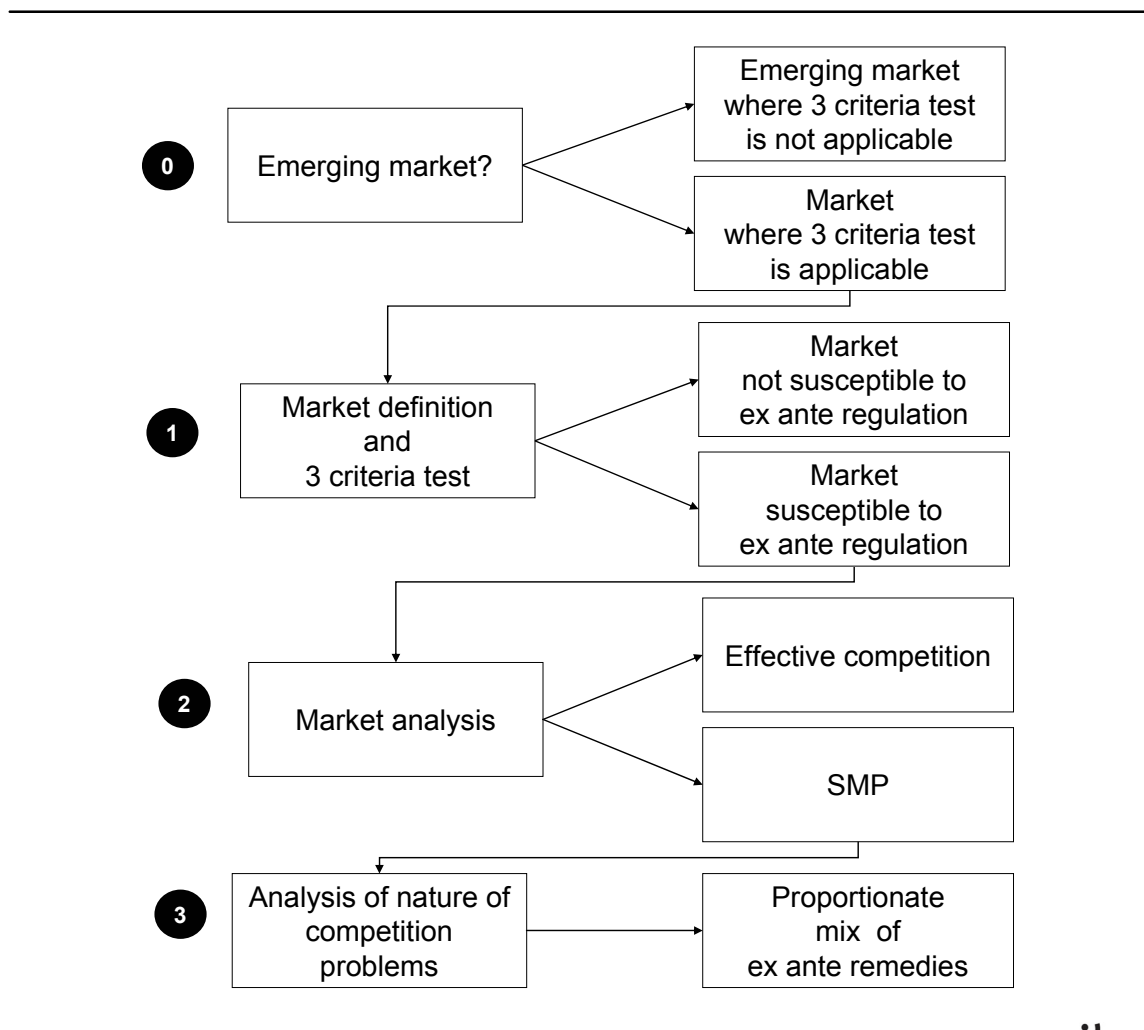 Emerging market
where 3 criteria test
is not applicable
0
Emerging market?
Market
where 3 criteria test
is applicable
Market
not susceptible to
ex ante regulation
1
Market definition
and
3 criteria test
Market
susceptible to
ex ante regulation
Effective competition
2
Market analysis
SMP
3
Analysis of nature of
competition
problems
Proportionate
mix of
ex ante remedies